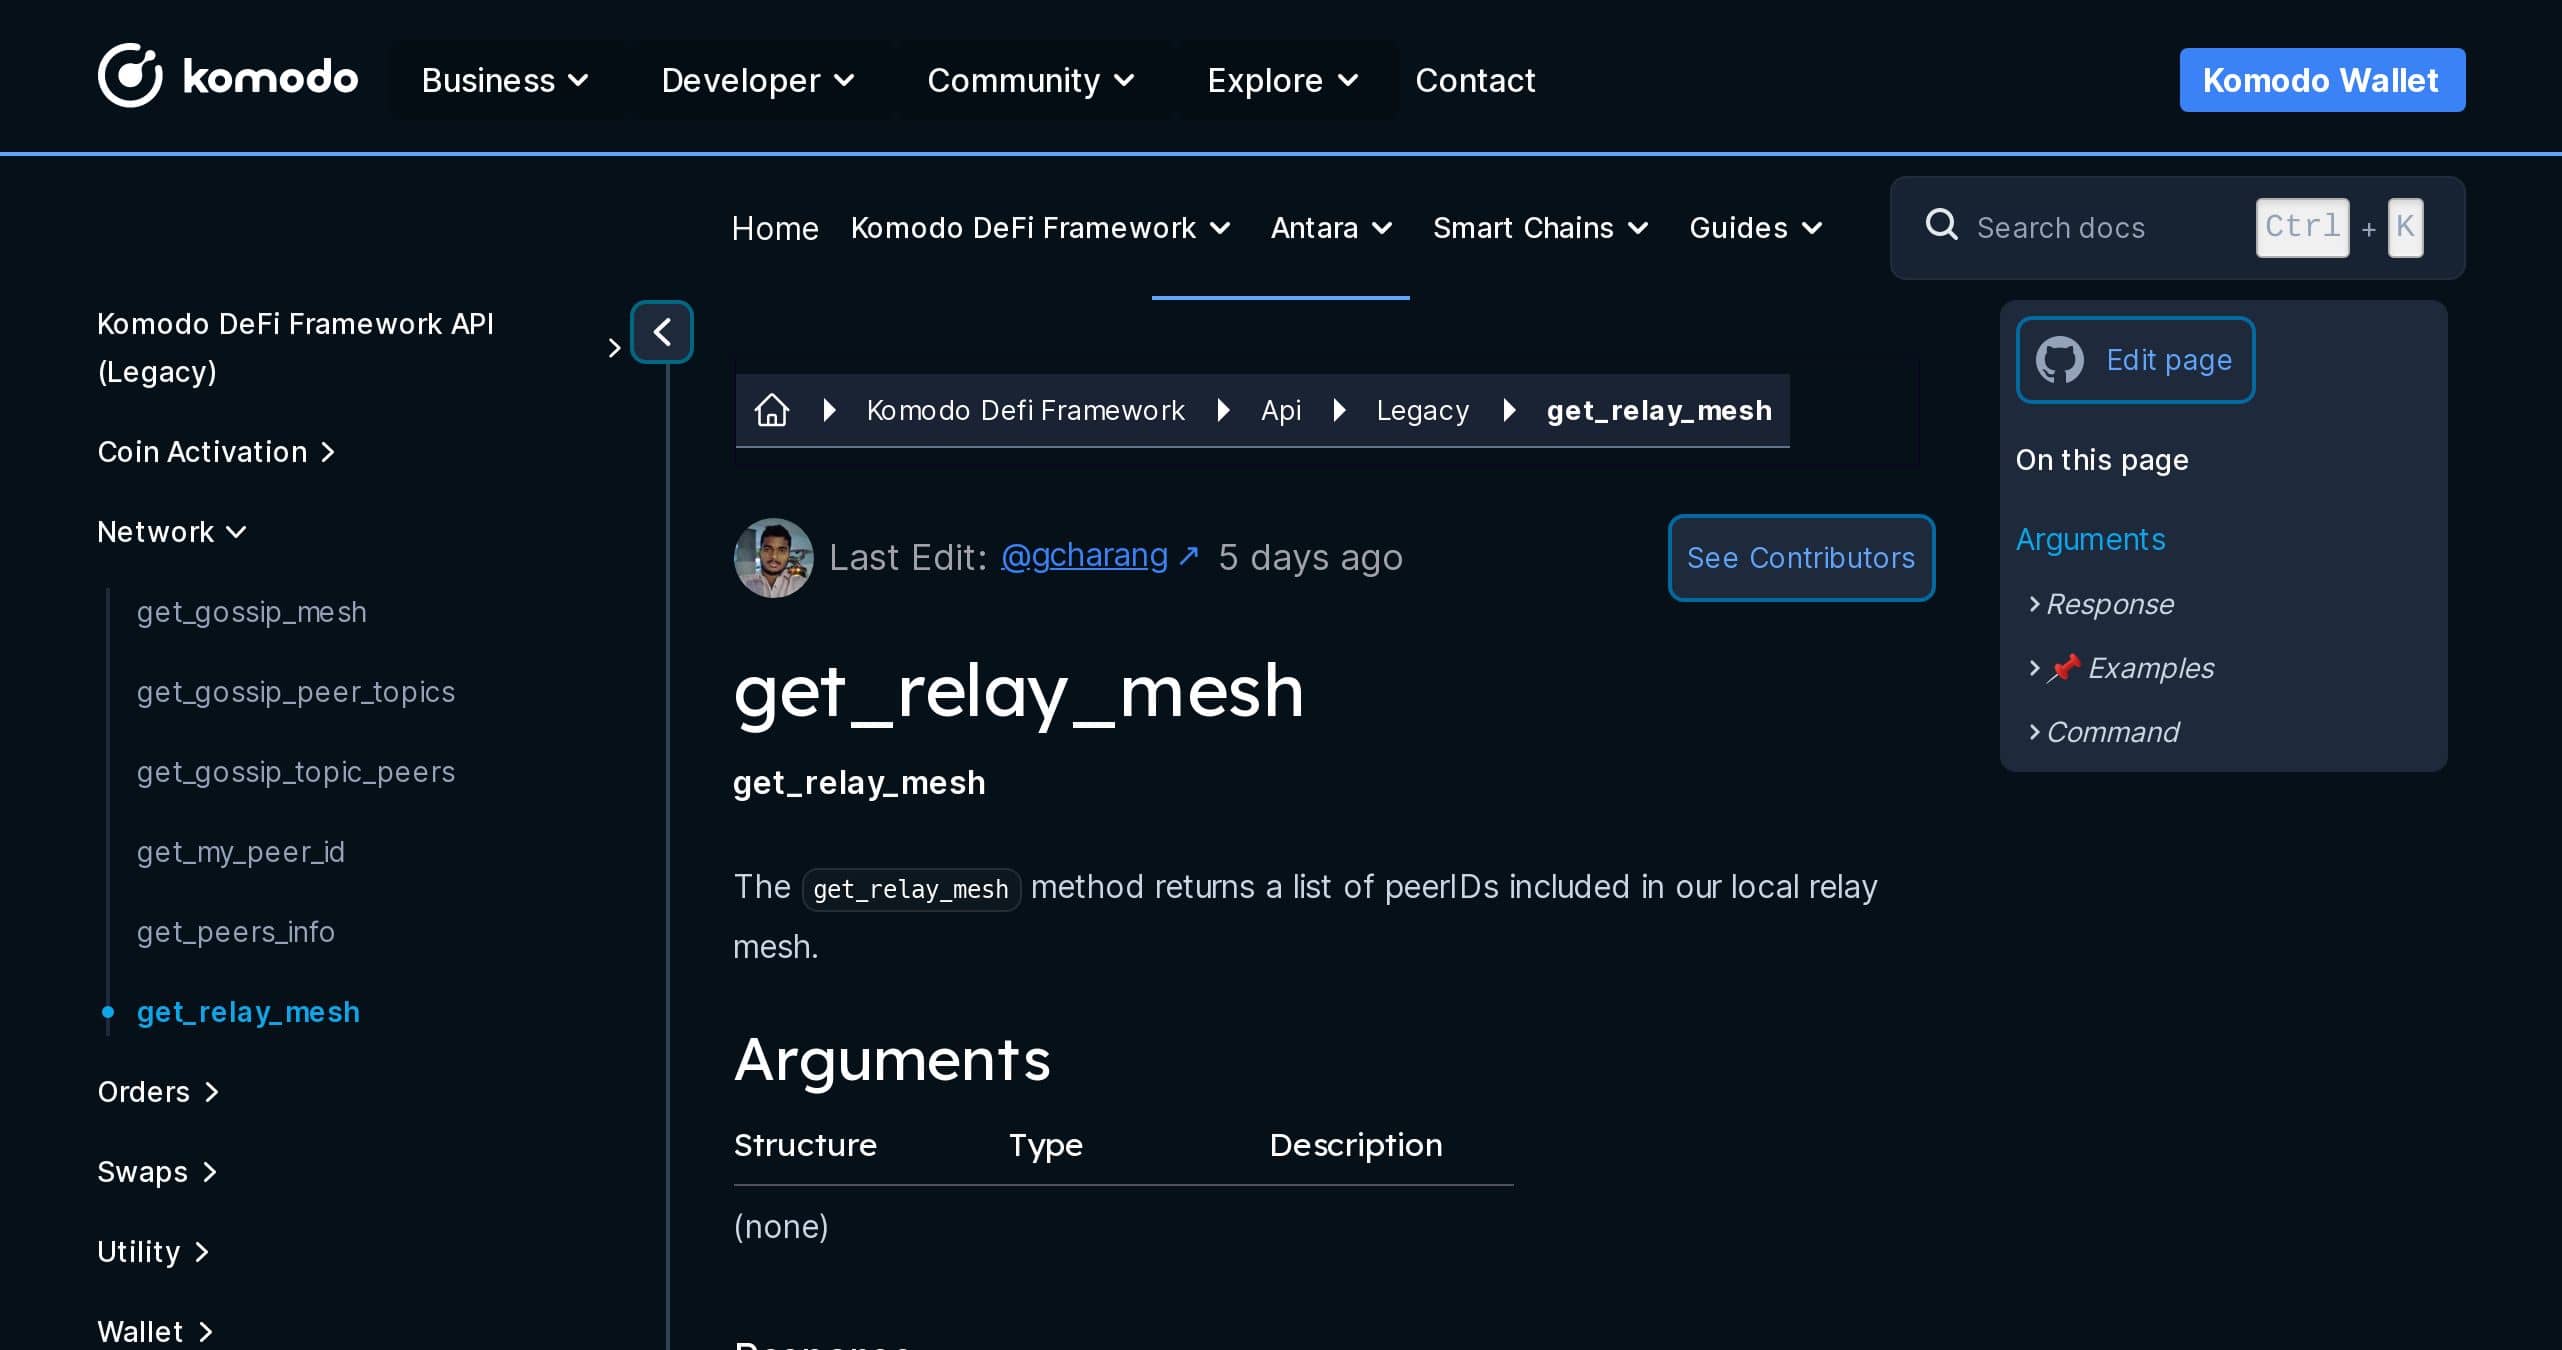 komodo
Business
Developer
Community
Explore
Contact
Komodo Wallet
Home
Komodo DeFi Framework
Antara
Smart Chains
Guides
Search docs
Ctrl + K
Komodo DeFi Framework API
(Legacy)
Coin Activation
Network
get_gossip_mesh
get_gossip_peer_topics
get_gossip_topic_peers
get_my_peer_id
get_peers_info
get_relay_mesh
Orders
Swaps
Utility
Wallet
Komodo Defi Framework
Api
Legacy
get_relay_mesh
Last Edit: @gcharang ↗ 5 days ago
See Contributors
get_relay_mesh
get_relay_mesh
The get_relay_mesh method returns a list of peerIDs included in our local relay
mesh.
Arguments
Structure Type Description
(none)
Edit page
On this page
Arguments
Response
📌 Examples
Command